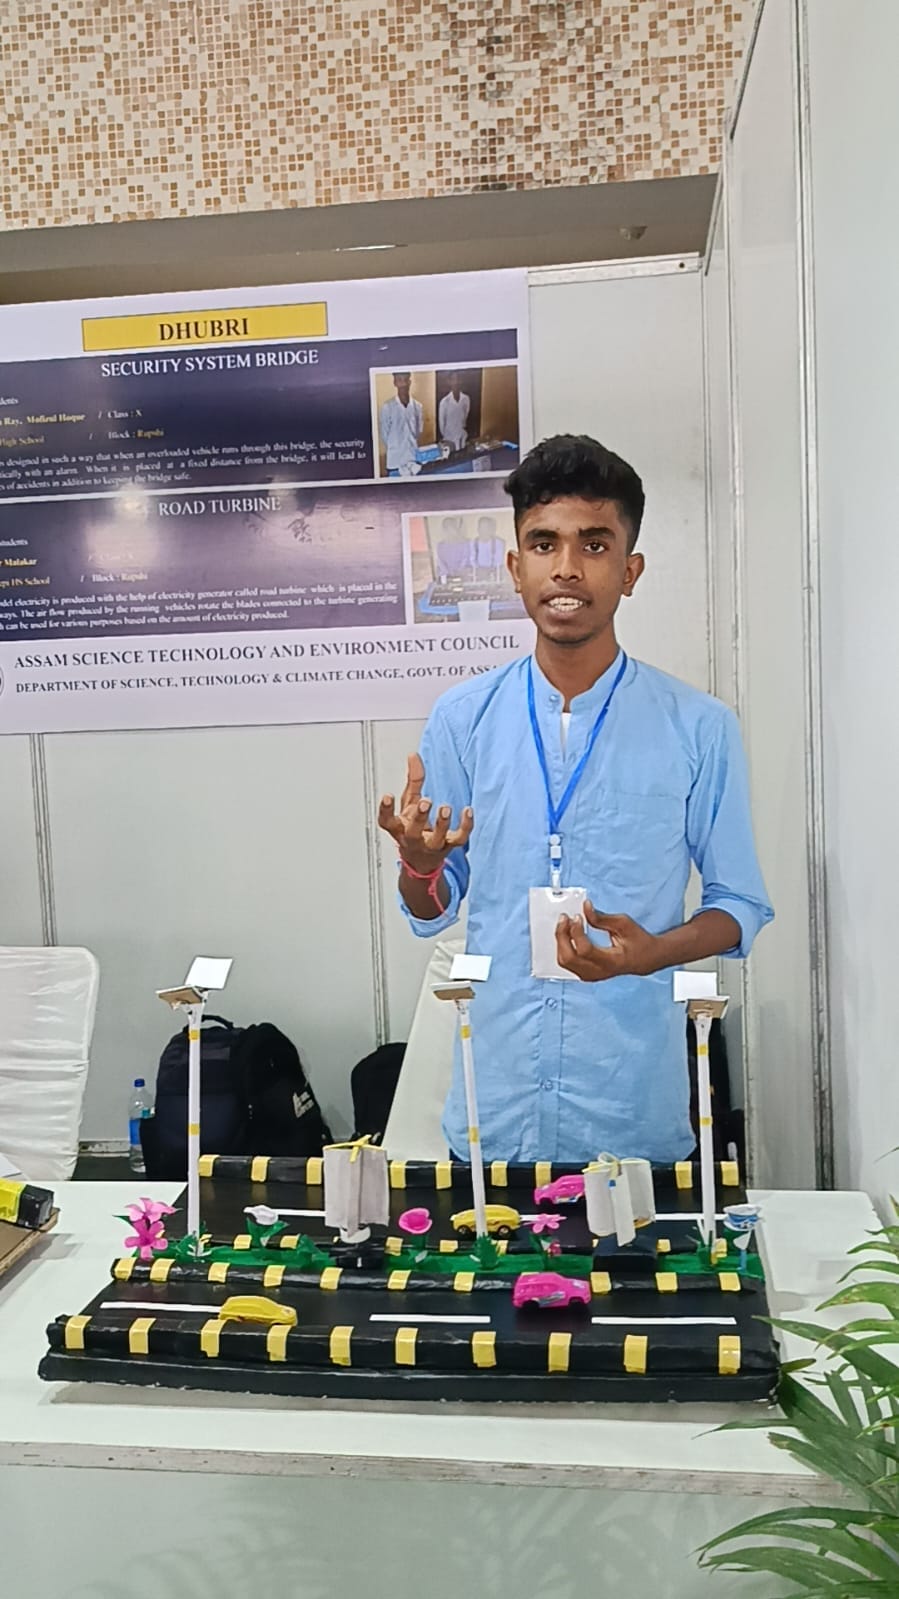 DHUBRI
SECURITY SYSTEM BRIDGE
Ray, Mofizul Hoque / Class : X
High School / Block : Rupshi
designed in such a way that when an overloaded vehicle runs through this bridge, the security
tically with an alarm. When it is placed at a fixed distance from the bridge, it will lead to
s of accidents in addition to keeping the bridge safe.
ROAD TURBINE
students
Malakar
HS School / Block : Rupshi
del electricity is produced with the help of electricity generator called road turbine which is placed in the
ways. The air flow produced by the running vehicles rotate the blades connected to the turbine generating
h can be used for various purposes based on the amount of electricity produced.
ASSAM SCIENCE TECHNOLOGY AND ENVIRONMENT COUNCIL
DEPARTMENT OF SCIENCE, TECHNOLOGY & CLIMATE CHANGE, GOVT. OF ASSA